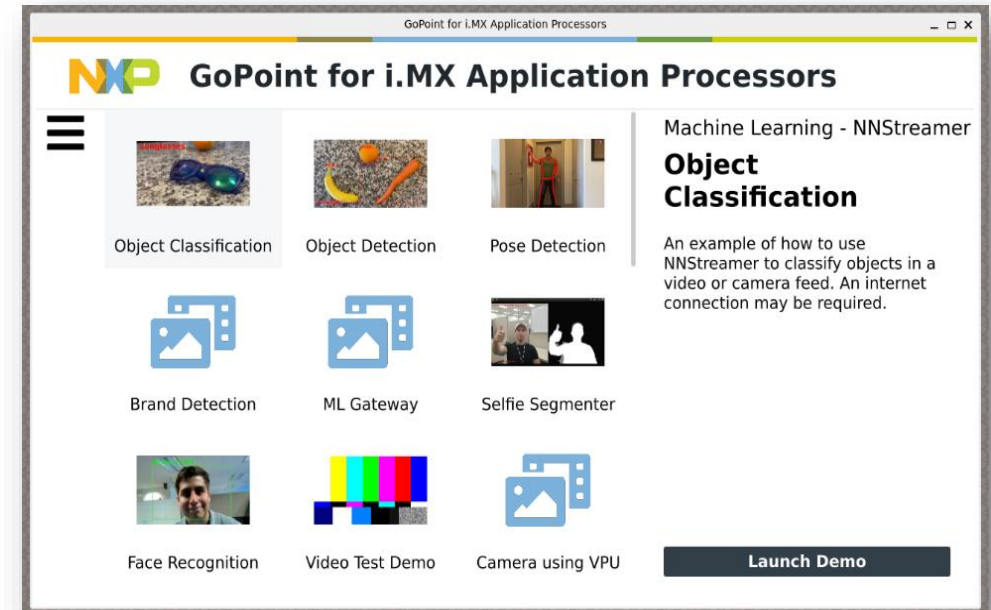 GoPoint for i.MX Application Processors
NXP
GoPoint for i.MX Application Processors
Sunglasses
Object Classification
Object Detection
Pose Detection
Brand Detection
ML Gateway
Selfie Segmenter
Face Recognition
Video Test Demo
Camera using VPU
Machine Learning - NNStreamer
Object
Classification
An example of how to use
NNStreamer to classify objects in a
video or camera feed. An internet
connection may be required.
Launch Demo